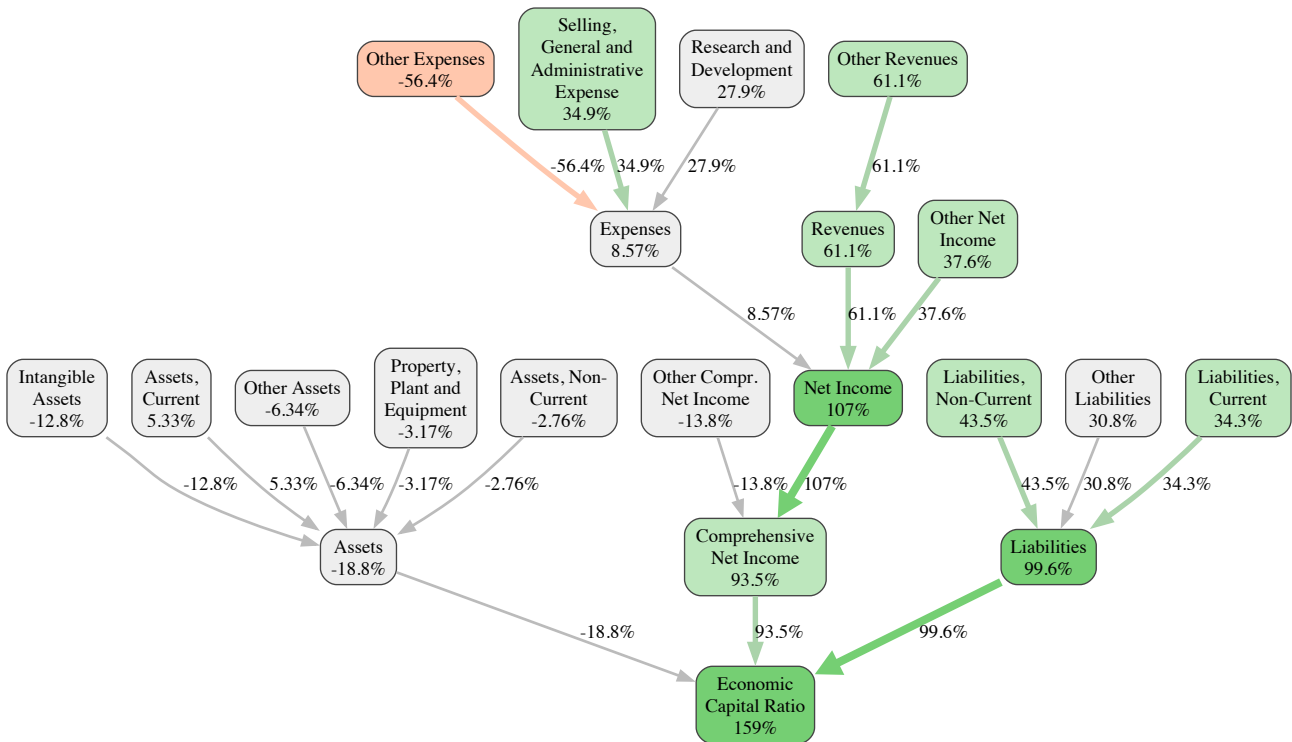 Selling,
General and
Administrative
Expense
34.9%
Other Expenses
-56.4%
Research and
Development
27.9%
Other Revenues
61.1%
-56.4%
34.9%
27.9%
61.1%
Expenses
8.57%
Revenues
61.1%
Other Net
Income
37.6%
8.57%
61.1%
37.6%
Intangible
Assets
-12.8%
Assets,
Current
5.33%
Other Assets
-6.34%
Property,
Plant and
Equipment
-3.17%
Assets, Non-
Current
-2.76%
Other Compr.
Net Income
-13.8%
Net Income
107%
Liabilities,
Non-Current
43.5%
Other
Liabilities
30.8%
Liabilities,
Current
34.3%
-12.8%
5.33%
-6.34%
-3.17%
-2.76%
-13.8%
107%
43.5%
30.8%
34.3%
Assets
-18.8%
Comprehensive
Net Income
93.5%
Liabilities
99.6%
-18.8%
93.5%
99.6%
Economic
Capital Ratio
159%